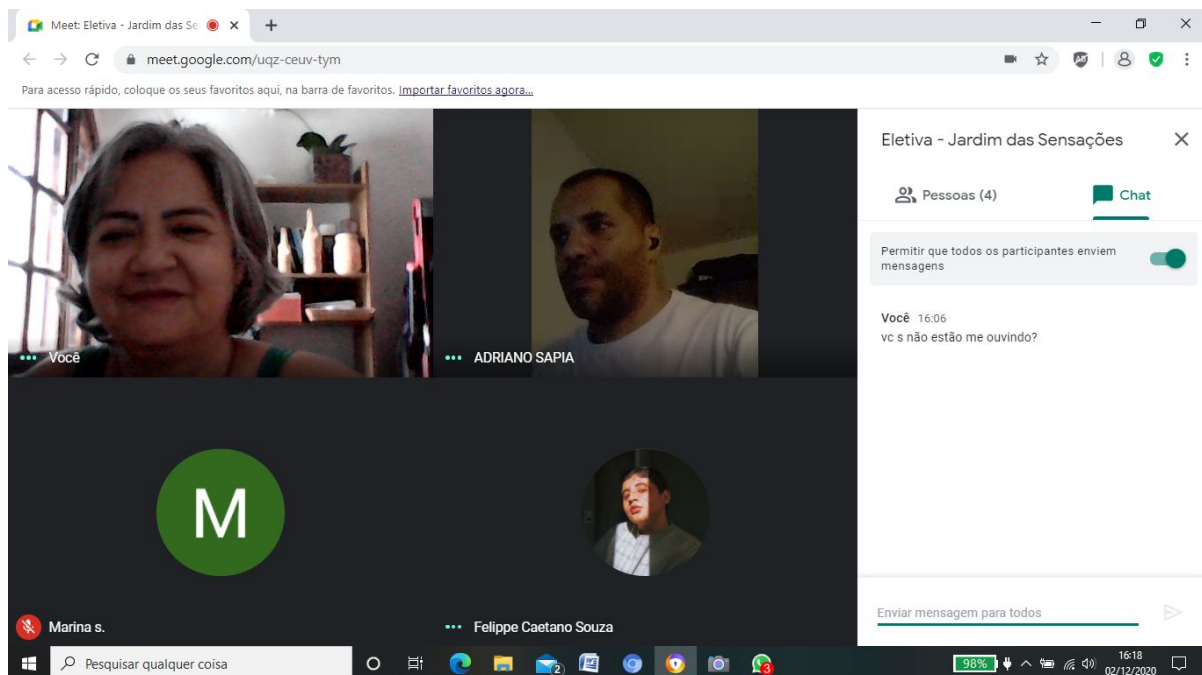 Meet: Eletiva - Jardim das Se
meet.google.com/uqz-ceuv-tym
Para acesso rápido, coloque os seus favoritos aqui, na barra de favoritos. Importar favoritos agora...
Você
ADRIANO SAPIA
M
Marina s.
Felippe Caetano Souza
Eletiva - Jardim das Sensações
Pessoas (4)
Chat
Permitir que todos os participantes enviem
mensagens
Você 16:06
vc s não estão me ouvindo?
Enviar mensagem para todos
Pesquisar qualquer coisa
2
3
98%
16:18
02/12/2020